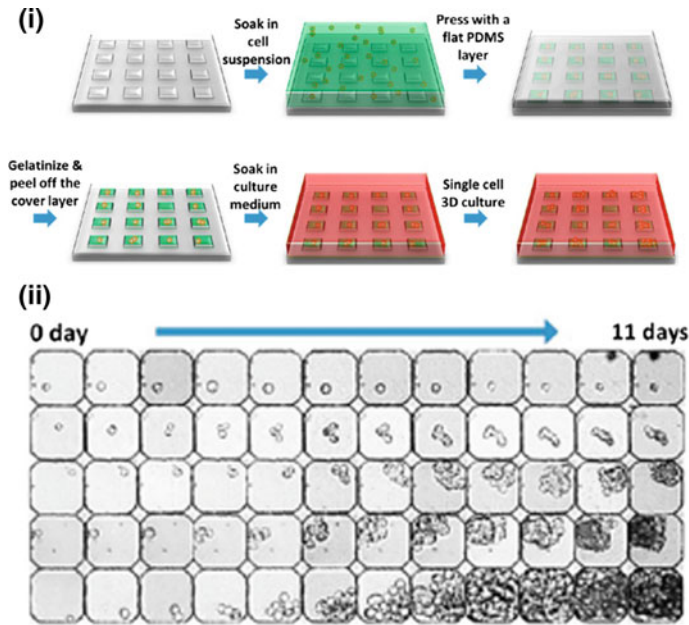 (i)
Soak in
cell
suspension
Press with a
flat PDMS
layer
Gelatinize &
peel off the
cover layer
Soak in
culture
medium
Single cell
3D culture
(ii)
0 day
11 days